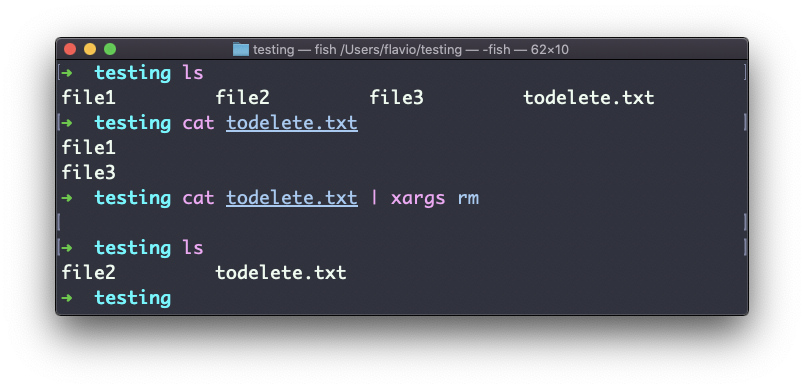 testing — fish /Users/flavio/testing — -fish — 62×10
[➜  testing ls ]
file1         file2         file3         todelete.txt
[➜  testing cat todelete.txt ]
file1
file3
➜  testing cat todelete.txt | xargs rm
[ ]
[➜  testing ls ]
file2         todelete.txt
➜  testing